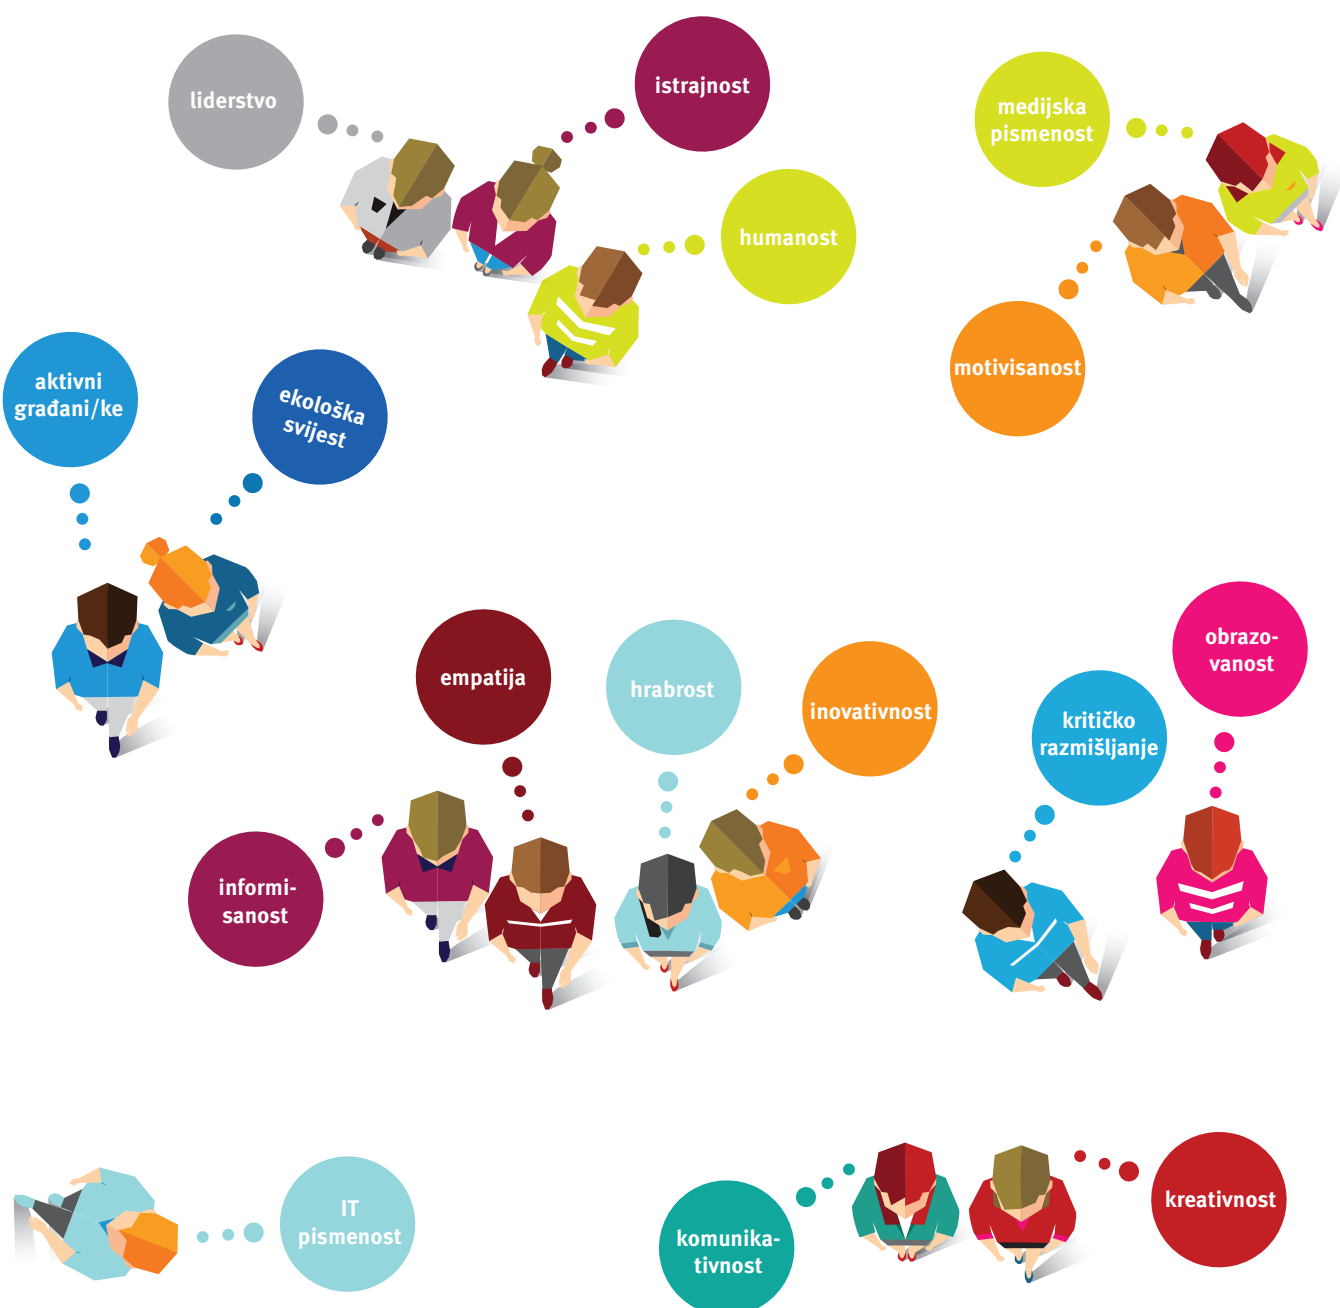 liderstvo
istrajnost
medijska
pismenost
humanost
motivisanost
aktivni
građani/ke
ekološka
svijest
empatija
hrabrost
inovativnost
obrazo-
vanost
kritičko
razmišljanje
informi-
sanost
IT
pismenost
komunika-
tivnost
kreativnost